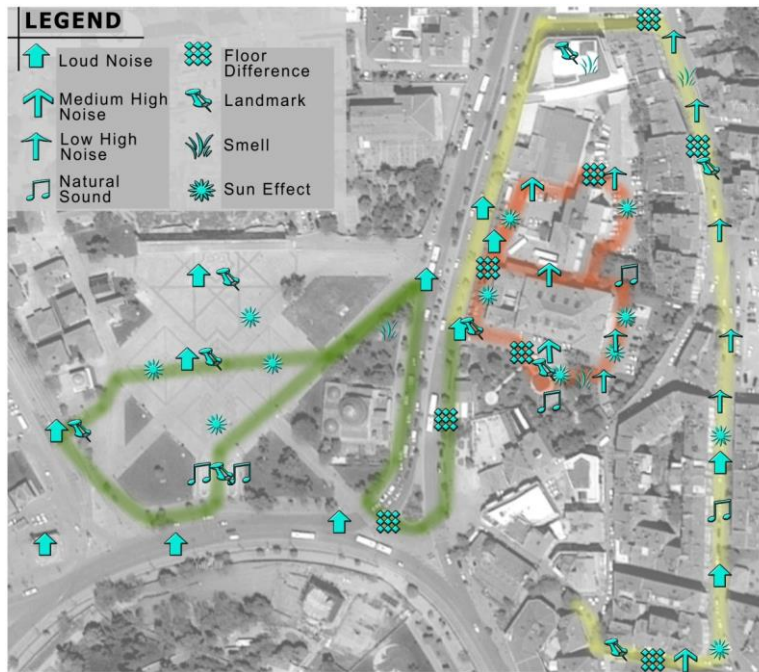 LEGEND
Loud Noise
Medium High
Noise
Low High
Noise
Natural
Sound
Floor
Difference
Landmark
Smell
Sun Effect